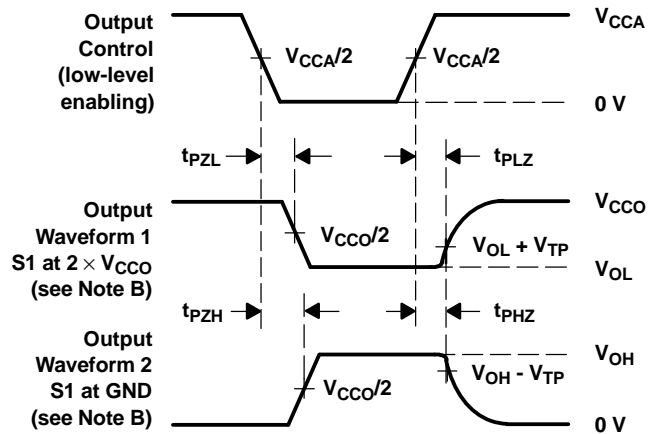 Output
Control
(low-level
enabling)
V_CCA/2
V_CCA/2
V_CCA
0 V
t_PZL
t_PLZ
Output
Waveform 1
S1 at 2 × V_CCO
(see Note B)
V_CCO/2
V_OL + V_TP
V_CCO
V_OL
t_PZH
t_PHZ
Output
Waveform 2
S1 at GND
(see Note B)
V_CCO/2
V_OH - V_TP
V_OH
0 V